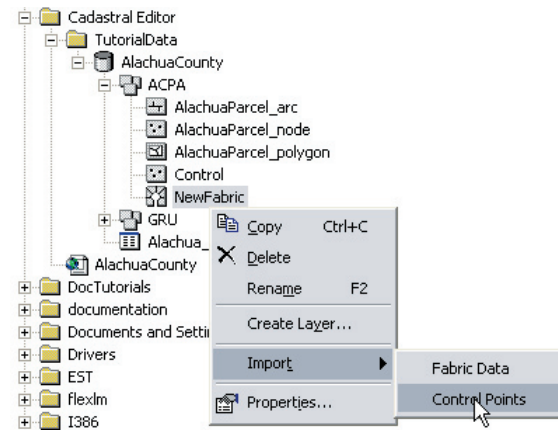 Cadastral Editor
TutorialData
AlachuaCounty
ACPA
AlachuaParcel_arc
AlachuaParcel_node
AlachuaParcel_polygon
Control
NewFabric
GRU
Alachua_
AlachuaCounty
DocTutorials
documentation
Documents and Setti
Drivers
EST
flexlm
I386
Copy Ctrl+C
Delete
Rename F2
Create Layer...
Import
Properties...
Fabric Data
Control Points